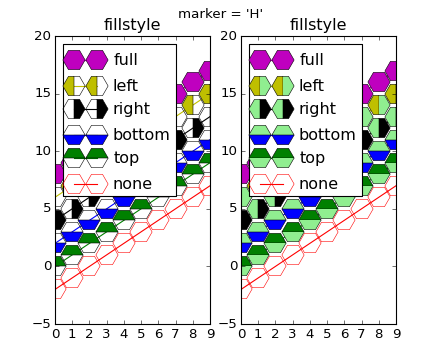 marker = 'H'
fillstyle
20
15
10
5
0
−5
0 1 2 3 4 5 6 7 8 9
full
left
right
bottom
top
none
fillstyle
20
15
10
5
0
−5
0 1 2 3 4 5 6 7 8 9
full
left
right
bottom
top
none